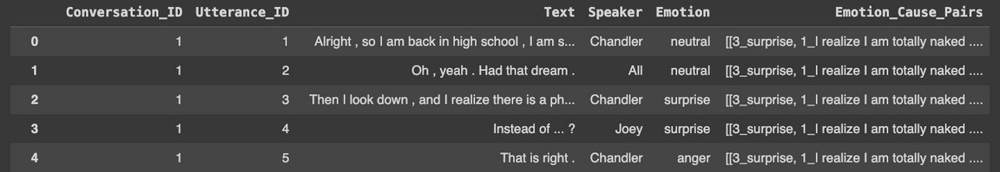 Conversation_ID Utterance_ID Text Speaker Emotion Emotion_Cause_Pairs
0 1 1 Alright , so I am back in high school , I am s... Chandler neutral [[3_surprise, 1_I realize I am totally naked ....
1 1 2 Oh , yeah . Had that dream . All neutral [[3_surprise, 1_I realize I am totally naked ....
2 1 3 Then I look down , and I realize there is a ph... Chandler surprise [[3_surprise, 1_I realize I am totally naked ....
3 1 4 Instead of ... ? Joey surprise [[3_surprise, 1_I realize I am totally naked ....
4 1 5 That is right . Chandler anger [[3_surprise, 1_I realize I am totally naked ....